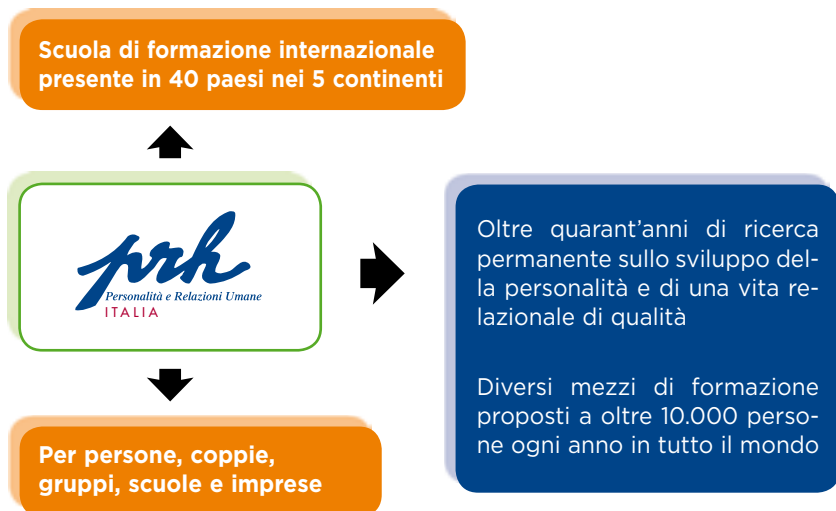 Scuola di formazione internazionale
presente in 40 paesi nei 5 continenti
prh
Personalità e Relazioni Umane
ITALIA
Oltre quarant'anni di ricerca
permanente sullo sviluppo del-
la personalità e di una vita re-
lazionale di qualità
Diversi mezzi di formazione
proposti a oltre 10.000 perso-
ne ogni anno in tutto il mondo
Per persone, coppie,
gruppi, scuole e imprese